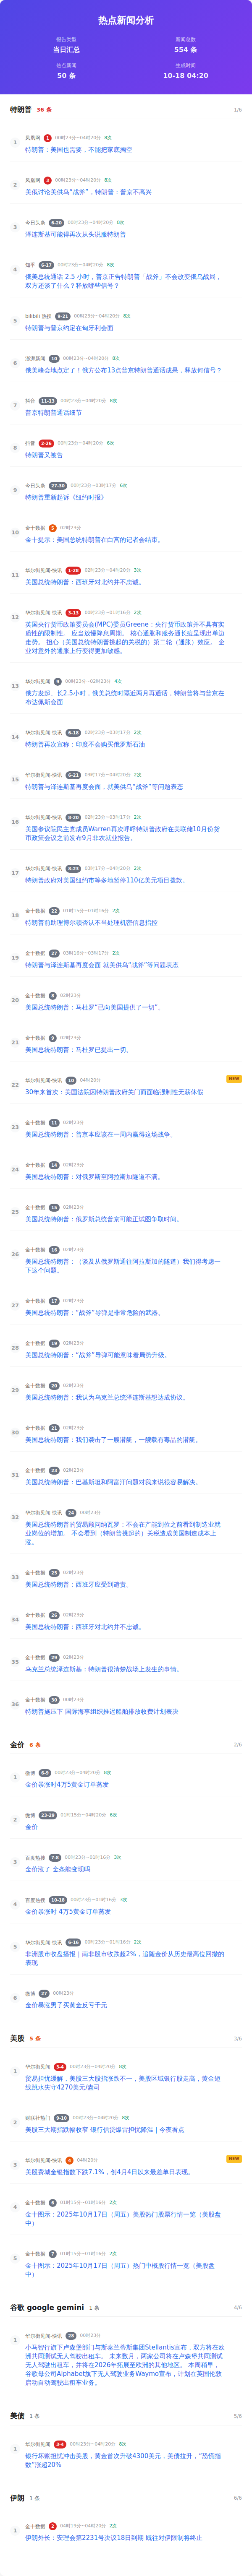 热点新闻分析
报告类型
当日汇总
新闻总数
554 条
热点新闻
50 条
生成时间
10-18 04:20
特朗普 36 条 1/6
1 凤凰网 1 00时23分~04时20分 8次
特朗普：美国也需要，不能把家底掏空
2 凤凰网 3 00时23分~04时20分 8次
美俄讨论美供乌“战斧”，特朗普：普京不高兴
3 今日头条 6-20 00时23分~04时20分 8次
泽连斯基可能得再次从头说服特朗普
4 知乎 6-17 00时23分~04时20分 8次
俄美总统通话 2.5 小时，普京正告特朗普「战斧」不会改变俄乌战局，
双方还谈了什么？释放哪些信号？
5 bilibili 热搜 9-21 00时23分~04时20分 8次
特朗普与普京约定在匈牙利会面
6 澎湃新闻 10 00时23分~04时20分 8次
俄美峰会地点定了！俄方公布13点普京特朗普通话成果，释放何信号？
7 抖音 11-13 00时23分~04时20分 8次
普京特朗普通话细节
8 抖音 2-26 00时23分~04时20分 6次
特朗普又被告
9 今日头条 27-30 00时23分~03时17分 6次
特朗普重新起诉《纽约时报》
10 金十数据 5 02时23分
金十提示：美国总统特朗普在白宫的记者会结束。
11 华尔街见闻-快讯 1-28 02时23分~04时20分 3次
美国总统特朗普：西班牙对北约并不忠诚。
12 华尔街见闻-快讯 3-13 00时23分~01时16分 2次
英国央行货币政策委员会(MPC)委员Greene：央行货币政策并不具有实
质性的限制性。 应当放慢降息周期。 核心通胀和服务通长后呈现出单边
走势。 担心（美国总统特朗普挑起的关税的）第二轮（通胀）效应。 企
业对意外的通胀上行变得更加敏感。
13 华尔街见闻 9 00时23分~02时23分 4次
俄方发起、长2.5小时，俄美总统时隔近两月再通话，特朗普将与普京在
布达佩斯会面
14 华尔街见闻-快讯 6-18 02时23分~03时17分 2次
特朗普再次宣称：印度不会购买俄罗斯石油
15 华尔街见闻-快讯 6-21 03时17分~04时20分 2次
特朗普与泽连斯基再度会面，就美供乌“战斧”等问题表态
16 华尔街见闻-快讯 8-20 02时23分~03时17分 2次
美国参议院民主党成员Warren再次呼呼特朗普政府在美联储10月份货
币政策会议之前发布9月非农就业报告。
17 华尔街见闻-快讯 8-23 03时17分~04时20分 2次
特朗普政府对美国纽约市等多地暂停110亿美元项目拨款。
18 金十数据 22 01时15分~01时16分 2次
特朗普前助理博尔顿否认不当处理机密信息指控
19 金十数据 27 03时16分~03时17分 2次
特朗普与泽连斯基再度会面 就美供乌“战斧”等问题表态
20 金十数据 8 02时23分
美国总统特朗普：马杜罗“已向美国提供了一切”。
21 金十数据 9 02时23分
美国总统特朗普：马杜罗已提出一切。
22 华尔街见闻-快讯 10 04时20分 NEW
30年来首次：美国法院因特朗普政府关门而面临强制性无薪休假
23 金十数据 11 02时23分
美国总统特朗普：普京本应该在一周内赢得这场战争。
24 金十数据 14 02时23分
美国总统特朗普：对俄罗斯至阿拉斯加隧道不满。
25 金十数据 15 02时23分
美国总统特朗普：俄罗斯总统普京可能正试图争取时间。
26 金十数据 16 02时23分
美国总统特朗普：（谈及从俄罗斯通往阿拉斯加的隧道）我们得考虑一
下这个问题。
27 金十数据 17 02时23分
美国总统特朗普：“战斧”导弹是非常危险的武器。
28 金十数据 19 02时23分
美国总统特朗普：“战斧”导弹可能意味着局势升级。
29 金十数据 20 02时23分
美国总统特朗普：我认为乌克兰总统泽连斯基想达成协议。
30 金十数据 21 02时23分
美国总统特朗普：我们袭击了一艘潜艇，一艘载有毒品的潜艇。
31 金十数据 23 02时23分
美国总统特朗普：巴基斯坦和阿富汗问题对我来说很容易解决。
32 华尔街见闻-快讯 24 00时23分
美国总统特朗普的贸易顾问纳瓦罗：不会在产能到位之前看到制造业就
业岗位的增加。 不会看到（特朗普挑起的）关税造成美国制造成本上
涨。
33 金十数据 25 02时23分
美国总统特朗普：西班牙应受到谴责。
34 金十数据 26 02时23分
美国总统特朗普：西班牙对北约并不忠诚。
35 金十数据 29 02时23分
乌克兰总统泽连斯基：特朗普很清楚战场上发生的事情。
36 金十数据 30 00时23分
特朗普施压下 国际海事组织推迟船舶排放收费计划表决
金价 6 条 2/6
1 微博 6-8 00时23分~04时20分 8次
金价暴涨时4万5黄金订单蒸发
2 微博 23-29 01时15分~04时20分 6次
金价
3 百度热搜 7-8 00时23分~01时16分 3次
金价涨了 金条能变现吗
4 百度热搜 10-18 00时23分~01时16分 3次
金价暴涨时 4万5黄金订单蒸发
5 华尔街见闻-快讯 6-16 00时23分~01时16分 2次
非洲股市收盘播报｜南非股市收跌超2%，追随金价从历史最高位回撤的
表现
6 微博 27 00时23分
金价暴涨男子买黄金反亏千元
美股 5 条 3/6
1 华尔街见闻 3-4 00时23分~04时20分 8次
贸易担忧缓解，美股三大股指涨跌不一，美股区域银行股走高，黄金短
线跳水失守4270美元/盎司
2 财联社热门 9-10 00时23分~04时20分 8次
美股三大期指跌幅收窄 银行信贷爆雷担忧降温 | 今夜看点
3 华尔街见闻-快讯 4 04时20分 NEW
美股费城金银指数下跌7.1%，创4月4日以来最差单日表现。
4 金十数据 6 01时15分~01时16分 2次
金十图示：2025年10月17日（周五）美股热门股票行情一览（美股盘
中）
5 金十数据 7 01时15分~01时16分 2次
金十图示：2025年10月17日（周五）热门中概股行情一览（美股盘
中）
谷歌 google gemini 1 条 4/6
1 华尔街见闻-快讯 28 00时23分
小马智行旗下卢森堡部门与斯泰兰蒂斯集团Stellantis宣布，双方将在欧
洲共同测试无人驾驶出租车。 未来数月，两家公司将在卢森堡共同测试
无人驾驶出租车，并将在2026年拓展至欧洲的其他地区。 本周稍早，
谷歌母公司Alphabet旗下无人驾驶业务Waymo宣布，计划在英国伦敦
启动自动驾驶出租车业务。
美债 1 条 5/6
1 华尔街见闻 3-4 00时23分~04时20分 8次
银行坏账担忧冲击美股，黄金首次升破4300美元，美债拉升，“恐慌指
数”涨超20%
伊朗 1 条 6/6
1 金十数据 2 04时19分~04时20分 2次
伊朗外长：安理会第2231号决议18日到期 既往对伊限制将终止